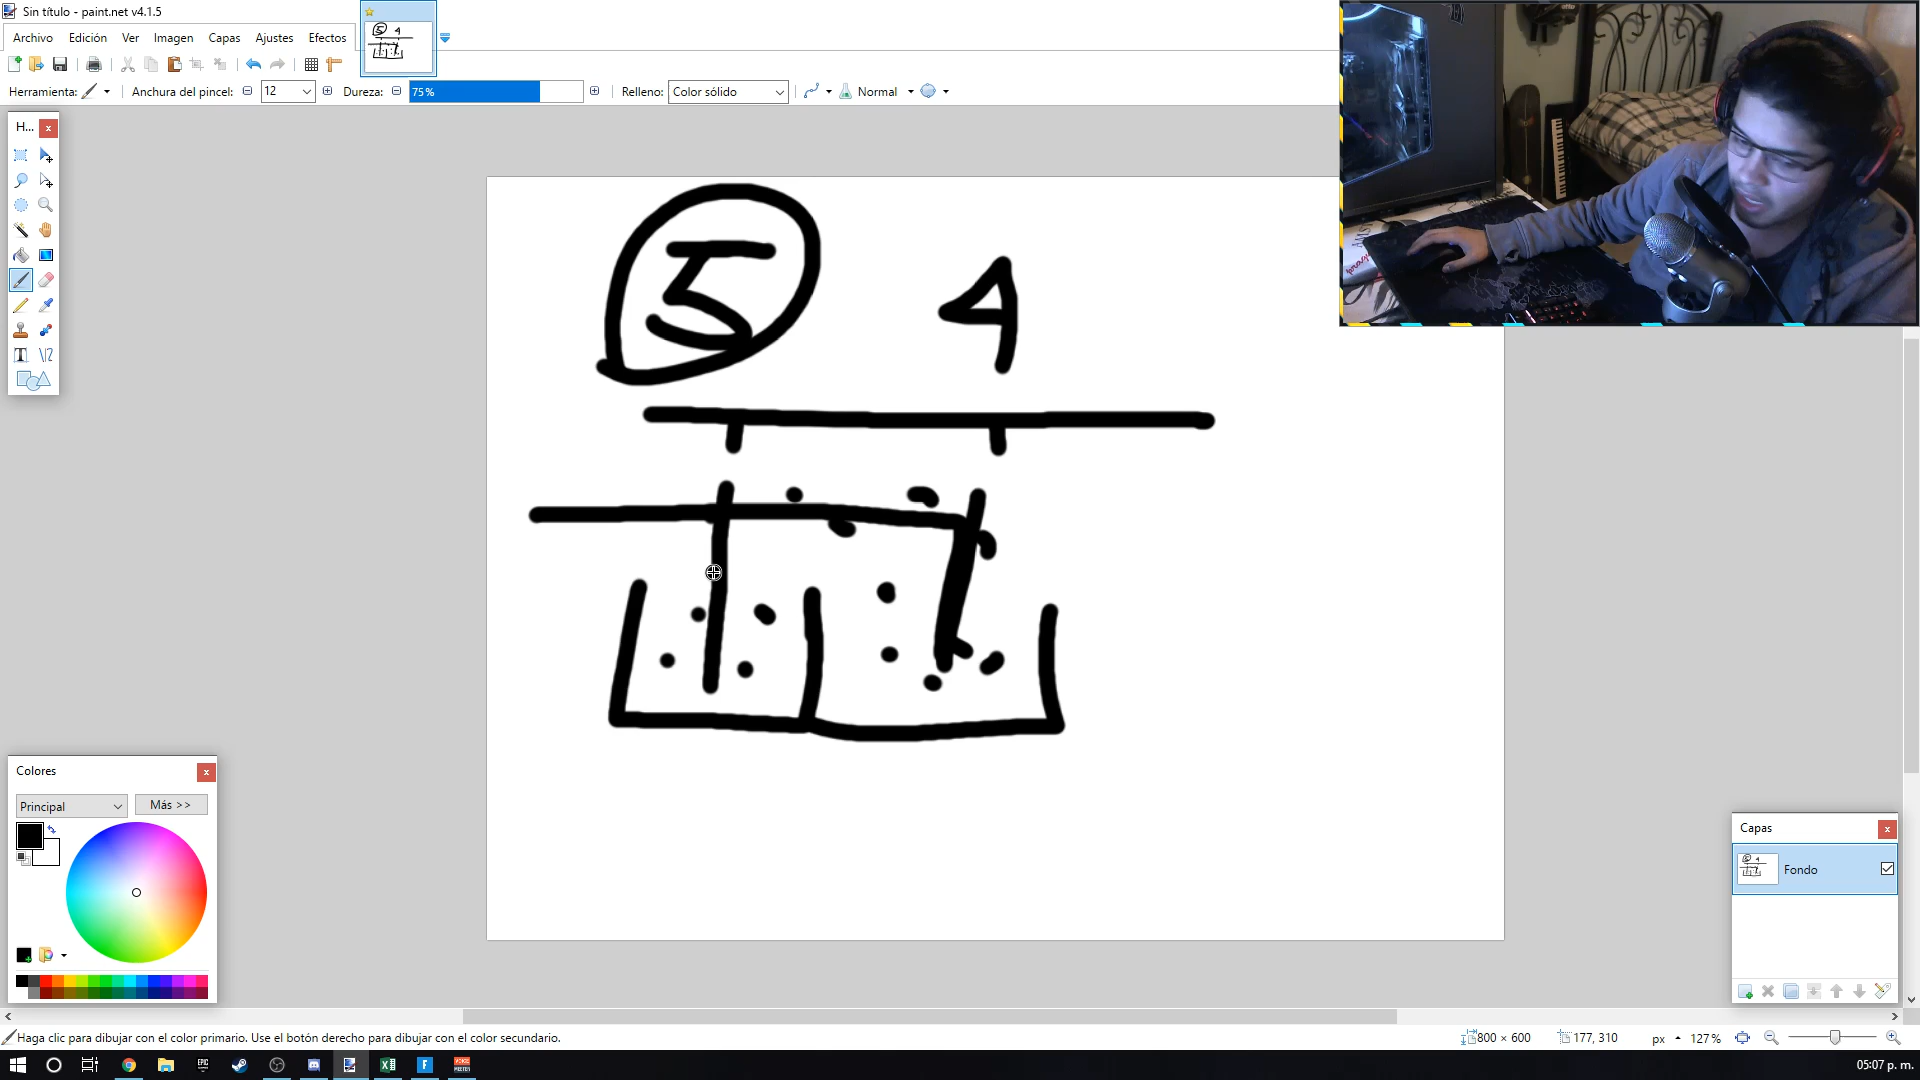 Sin título - paint.net v4.1.5
Archivo Edición Ver Imagen Capas Ajustes Efectos
Herramienta: Anchura del pincel: 12 Dureza: 75% Relleno: Color sólido Normal
H...
5 4
Colores
Principal Más >>
Capas
Fondo
Haga clic para dibujar con el color primario. Use el botón derecho para dibujar con el color secundario.
800 × 600 177, 310 px 127%
05:07 p. m.